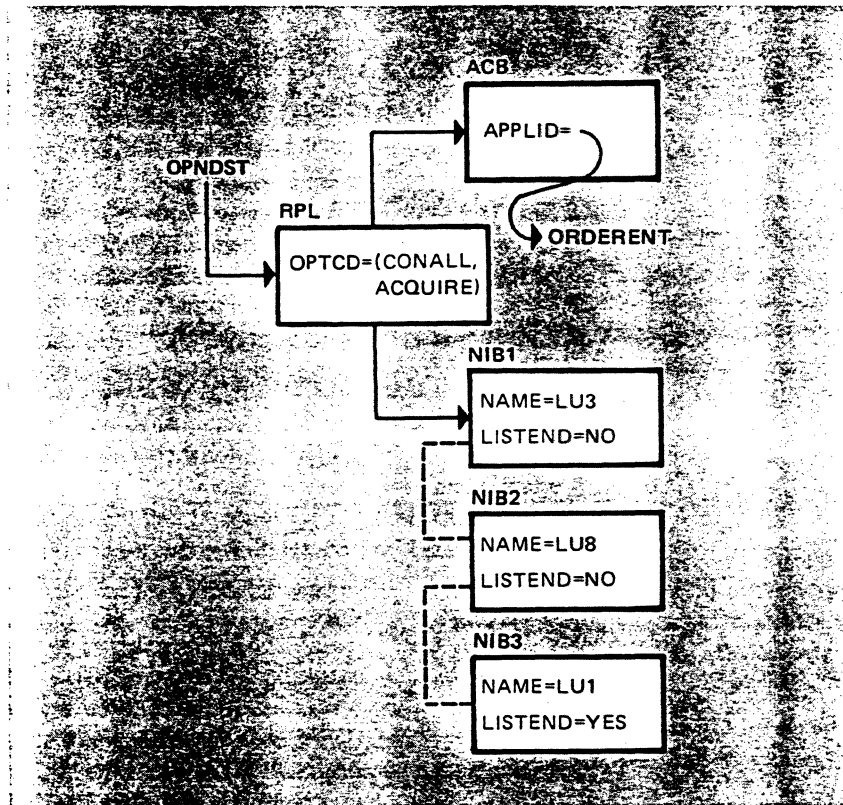 ACB
APPLID=
OPNDST
RPL
ORDERENT
OPTCD=(CONALL,
ACQUIRE)
NIB1
NAME=LU3
LISTEND=NO
NIB2
NAME=LU8
LISTEND=NO
NIB3
NAME=LU1
LISTEND=YES